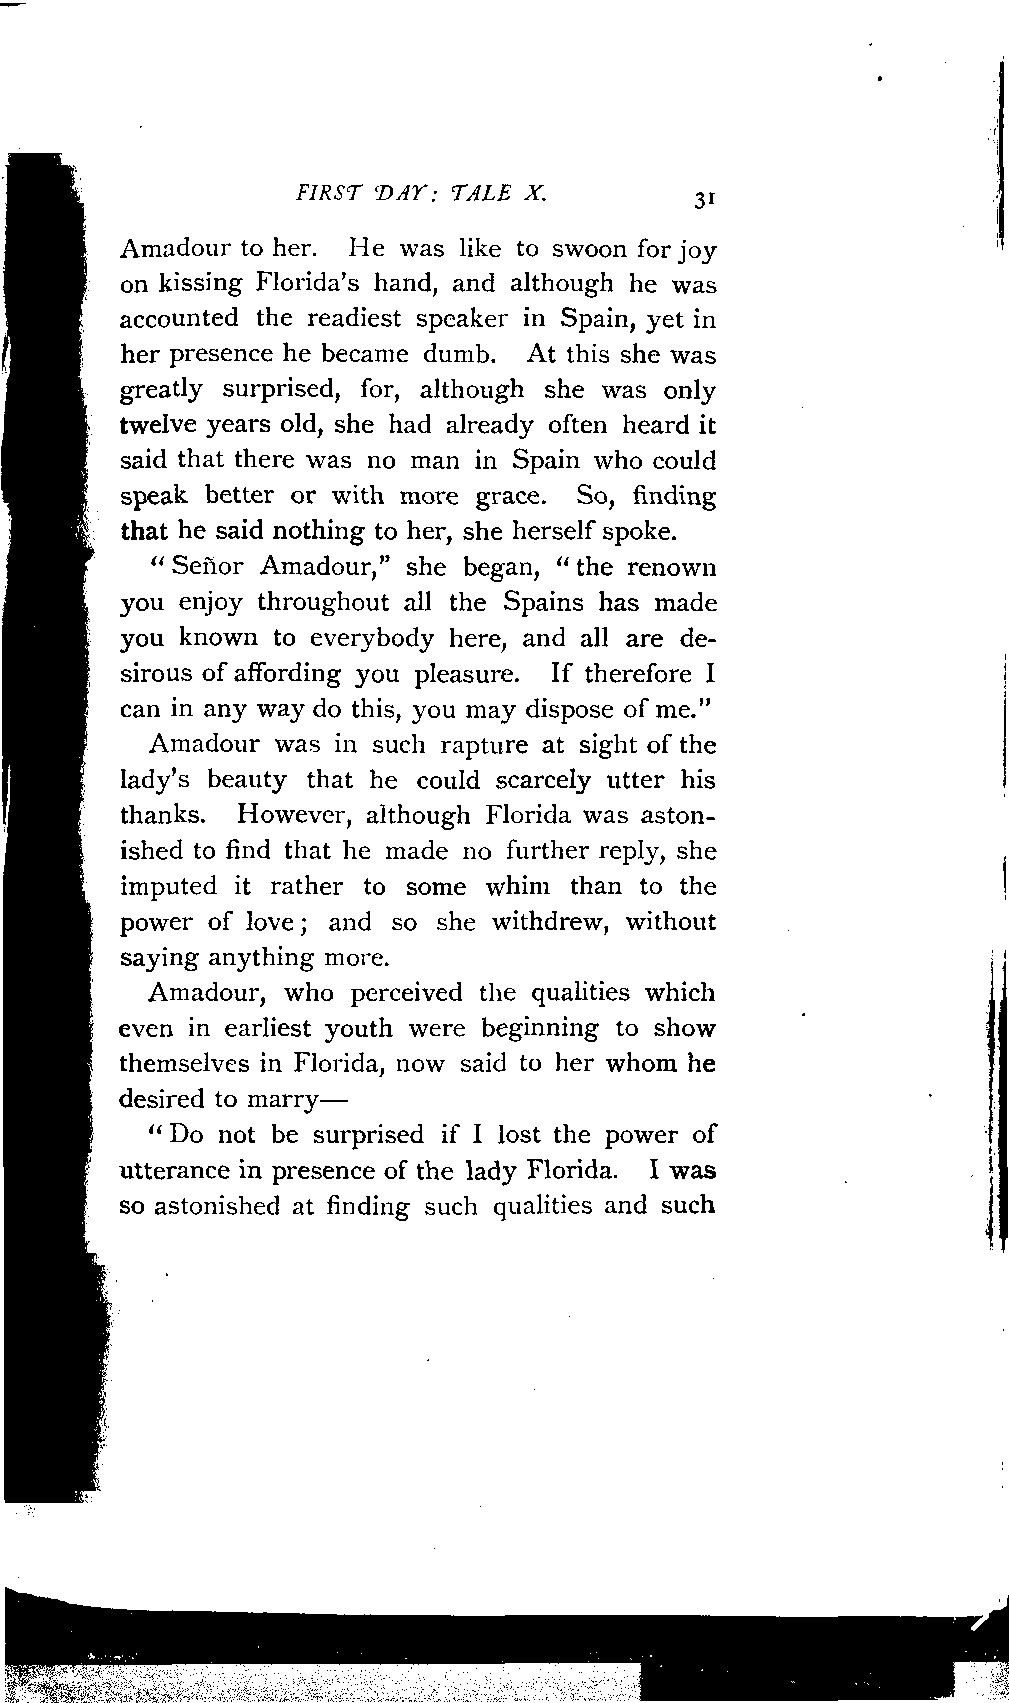 FIRST DAY: TALE X. 31
Amadour to her. He was like to swoon for joy
on kissing Florida's hand, and although he was
accounted the readiest speaker in Spain, yet in
her presence he became dumb. At this she was
greatly surprised, for, although she was only
twelve years old, she had already often heard it
said that there was no man in Spain who could
speak better or with more grace. So, finding
that he said nothing to her, she herself spoke.
“Señor Amadour,” she began, “the renown
you enjoy throughout all the Spains has made
you known to everybody here, and all are de-
sirous of affording you pleasure. If therefore I
can in any way do this, you may dispose of me.”
Amadour was in such rapture at sight of the
lady's beauty that he could scarcely utter his
thanks. However, although Florida was aston-
ished to find that he made no further reply, she
imputed it rather to some whim than to the
power of love; and so she withdrew, without
saying anything more.
Amadour, who perceived the qualities which
even in earliest youth were beginning to show
themselves in Florida, now said to her whom he
desired to marry—
“Do not be surprised if I lost the power of
utterance in presence of the lady Florida. I was
so astonished at finding such qualities and such